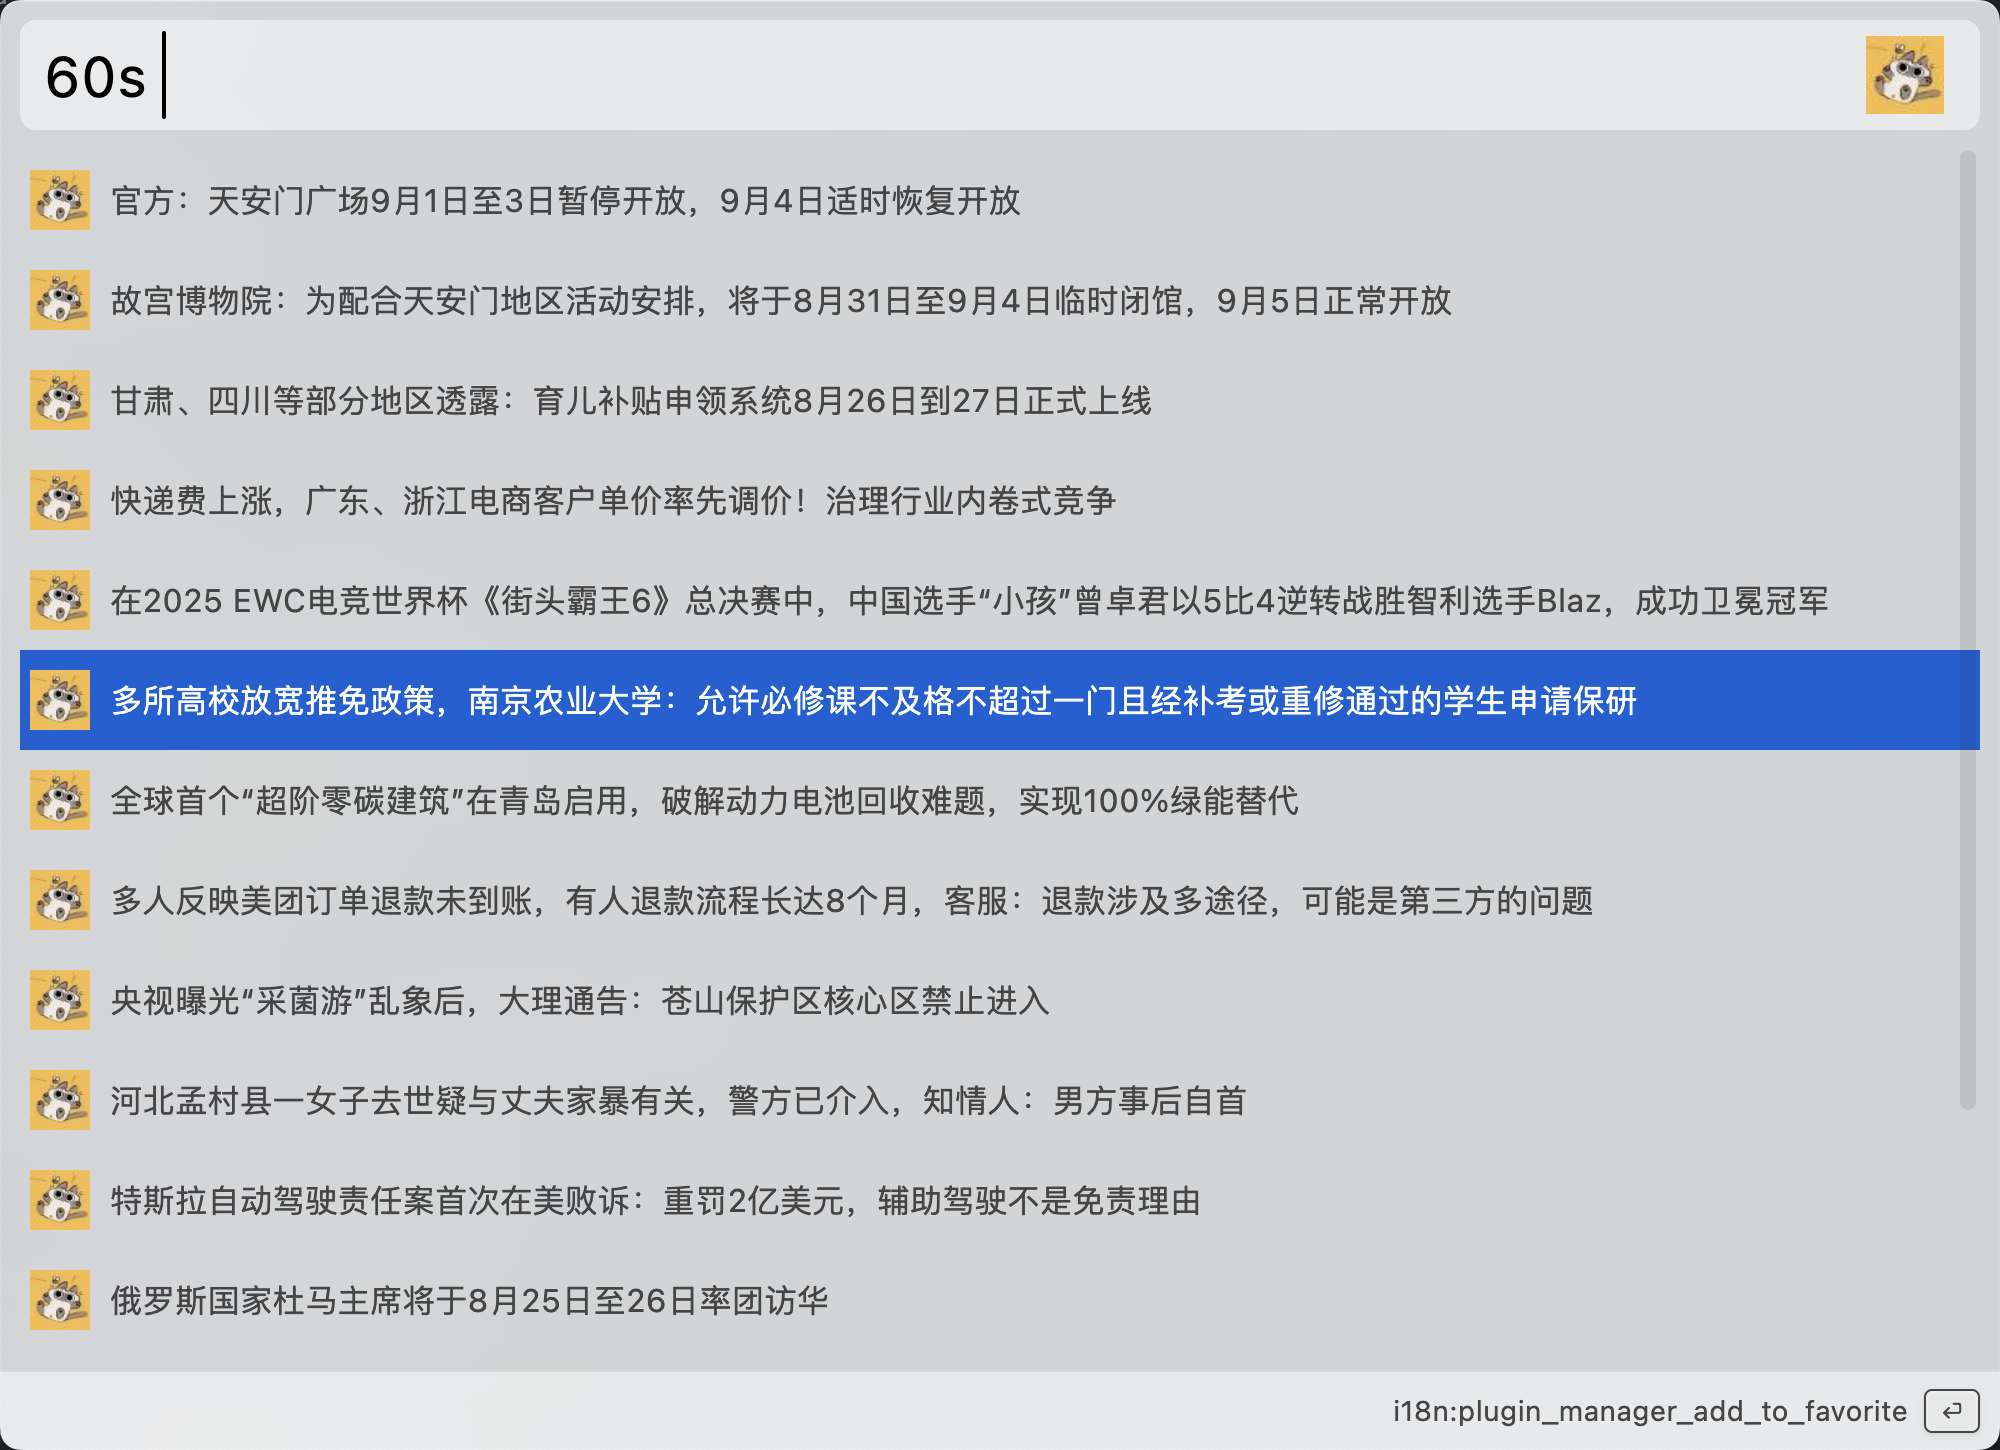 60s
官方：天安门广场9月1日至3日暂停开放，9月4日适时恢复开放
故宫博物院：为配合天安门地区活动安排，将于8月31日至9月4日临时闭馆，9月5日正常开放
甘肃、四川等部分地区透露：育儿补贴申领系统8月26日到27日正式上线
快递费上涨，广东、浙江电商客户单价率先调价！治理行业内卷式竞争
在2025 EWC电竞世界杯《街头霸王6》总决赛中，中国选手“小孩”曾卓君以5比4逆转战胜智利选手Blaz，成功卫冕冠军
多所高校放宽推免政策，南京农业大学：允许必修课不及格不超过一门且经补考或重修通过的学生申请保研
全球首个“超阶零碳建筑”在青岛启用，破解动力电池回收难题，实现100%绿能替代
多人反映美团订单退款未到账，有人退款流程长达8个月，客服：退款涉及多途径，可能是第三方的问题
央视曝光“采菌游”乱象后，大理通告：苍山保护区核心区禁止进入
河北孟村县一女子去世疑与丈夫家暴有关，警方已介入，知情人：男方事后自首
特斯拉自动驾驶责任案首次在美败诉：重罚2亿美元，辅助驾驶不是免责理由
俄罗斯国家杜马主席将于8月25日至26日率团访华
i18n:plugin_manager_add_to_favorite